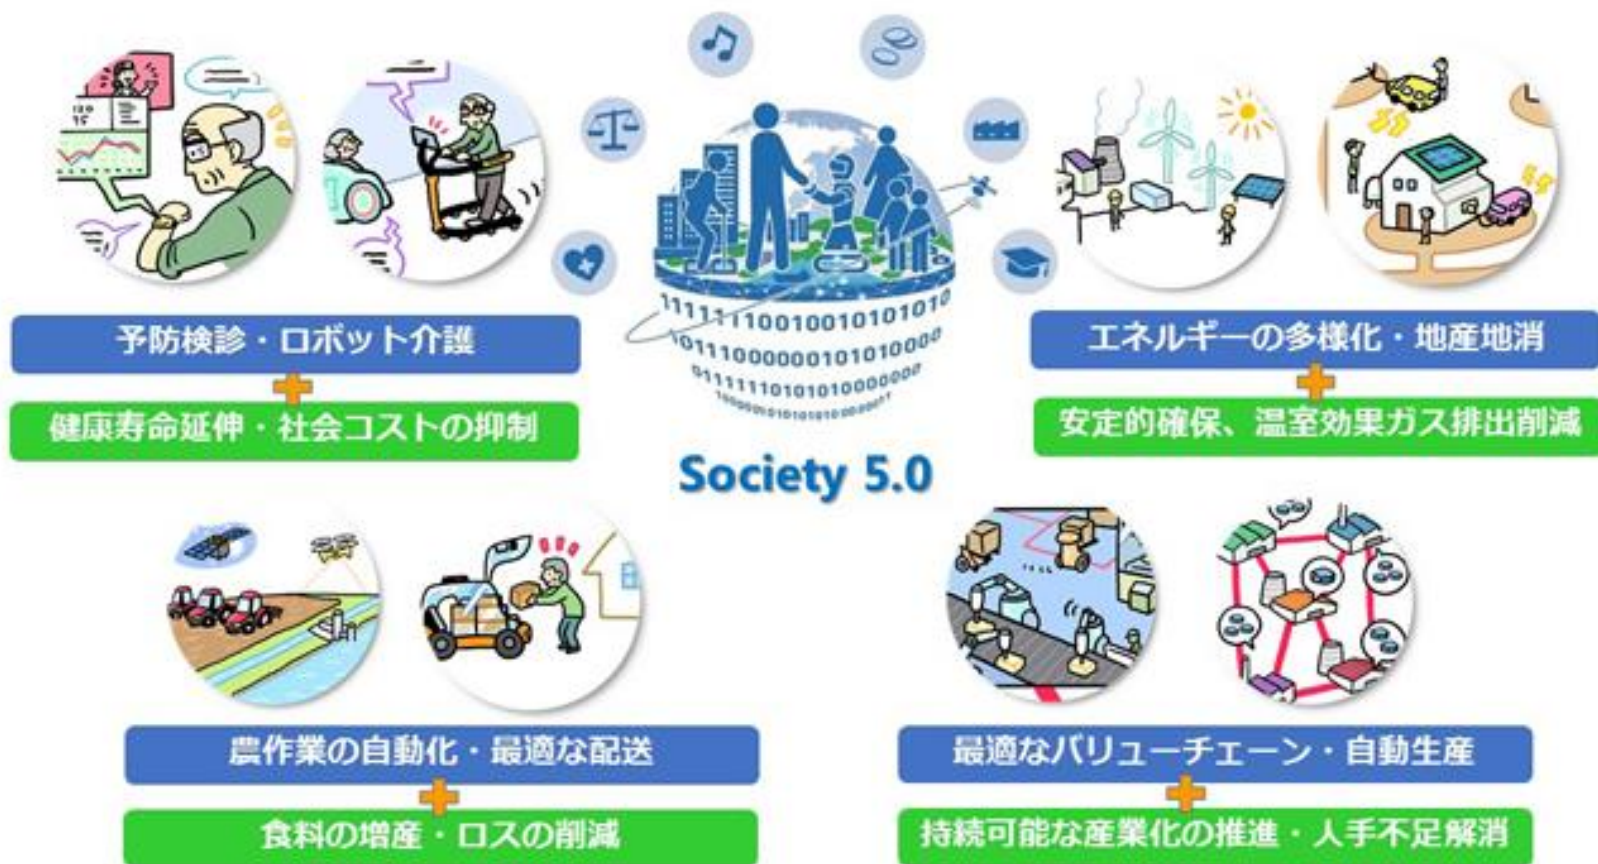 120
75
予防検診・ロボット介護
健康寿命延伸・社会コストの抑制
エネルギーの多様化・地産地消
安定的確保、温室効果ガス排出削減
Society 5.0
農作業の自動化・最適な配送
食料の増産・ロスの削減
最適なバリューチェーン・自動生産
持続可能な産業化の推進・人手不足解消